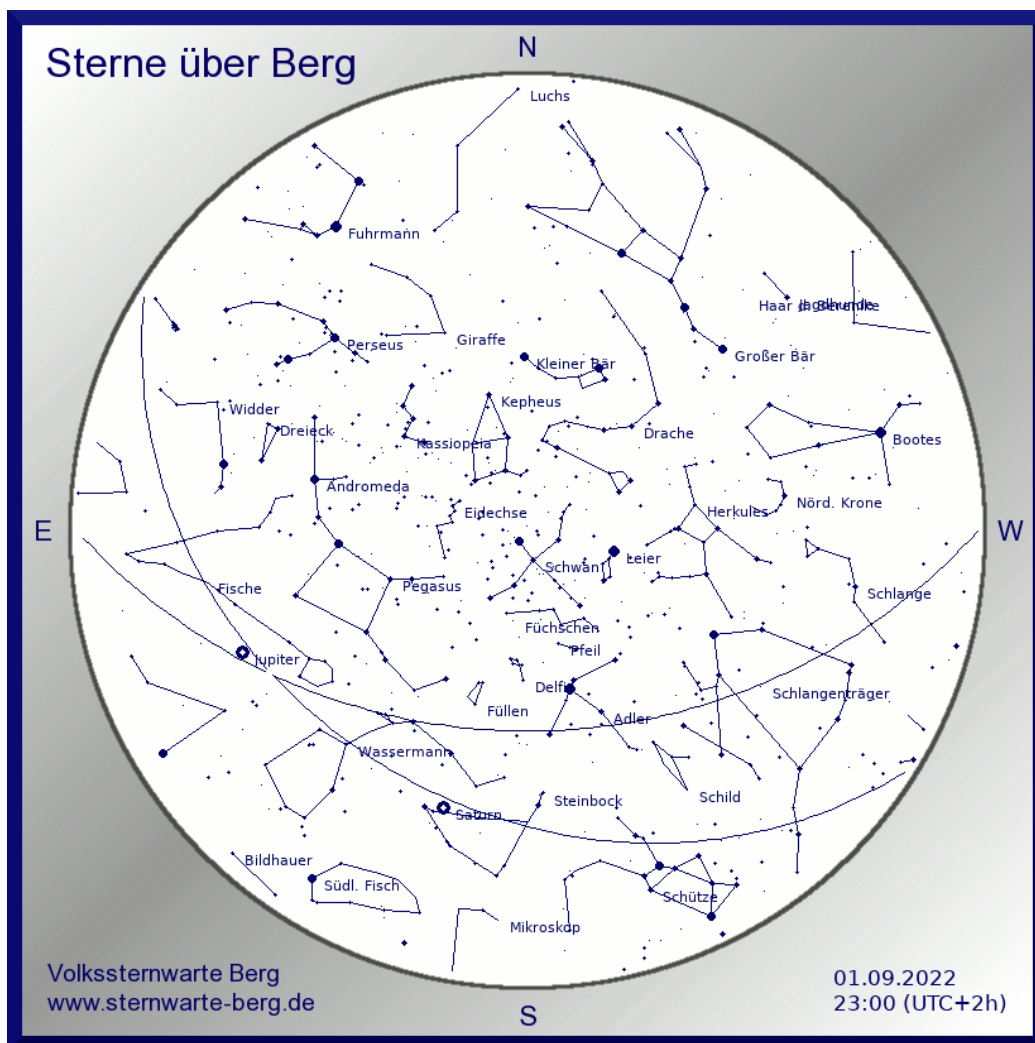 Sterne über Berg
N
Luchs
Fuhrmann
Haar d. Berenike
Jagdhunde
Perseus
Giraffe
Kleiner Bär
Großer Bär
Widder
Kepheus
Dreieck
Kassiopeia
Drache
Bootes
Andromeda
Eidechse
Herkules
Nörd. Krone
E
W
Schwan
Leier
Fische
Pegasus
Schlange
Füchschen
Pfeil
Jupiter
Delfin
Schlangenträger
Füllen
Adler
Wassermann
Schild
Steinbock
Saturn
Bildhauer
Südl. Fisch
Schütze
Mikroskop
Volkssternwarte Berg
www.sternwarte-berg.de
01.09.2022
23:00 (UTC+2h)
S